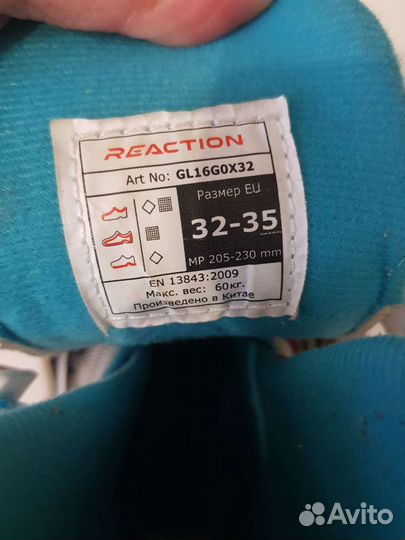 REACTION
Art No: GL16G0X32
Размер EU
32-35
MP 205-230 mm
EN 13843:2009
Макс. вес: 60кг.
Произведено в Китае
Avito